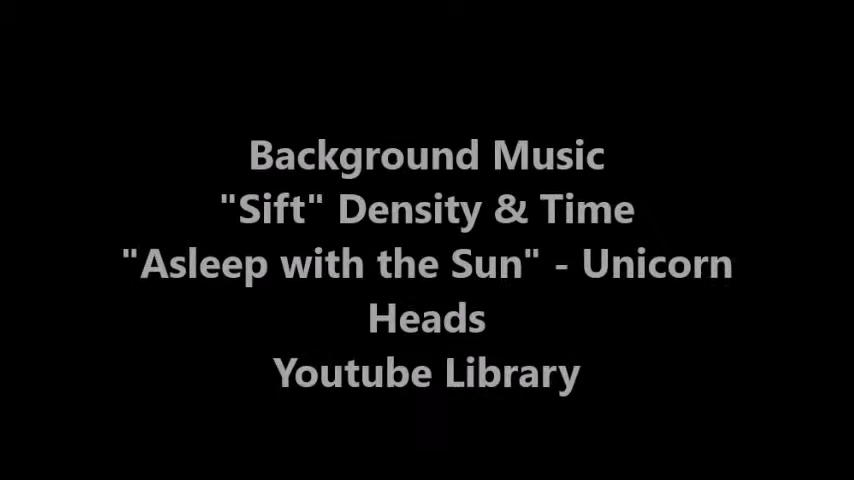 Background Music
"Sift" Density & Time
"Asleep with the Sun" - Unicorn
Heads
Youtube Library